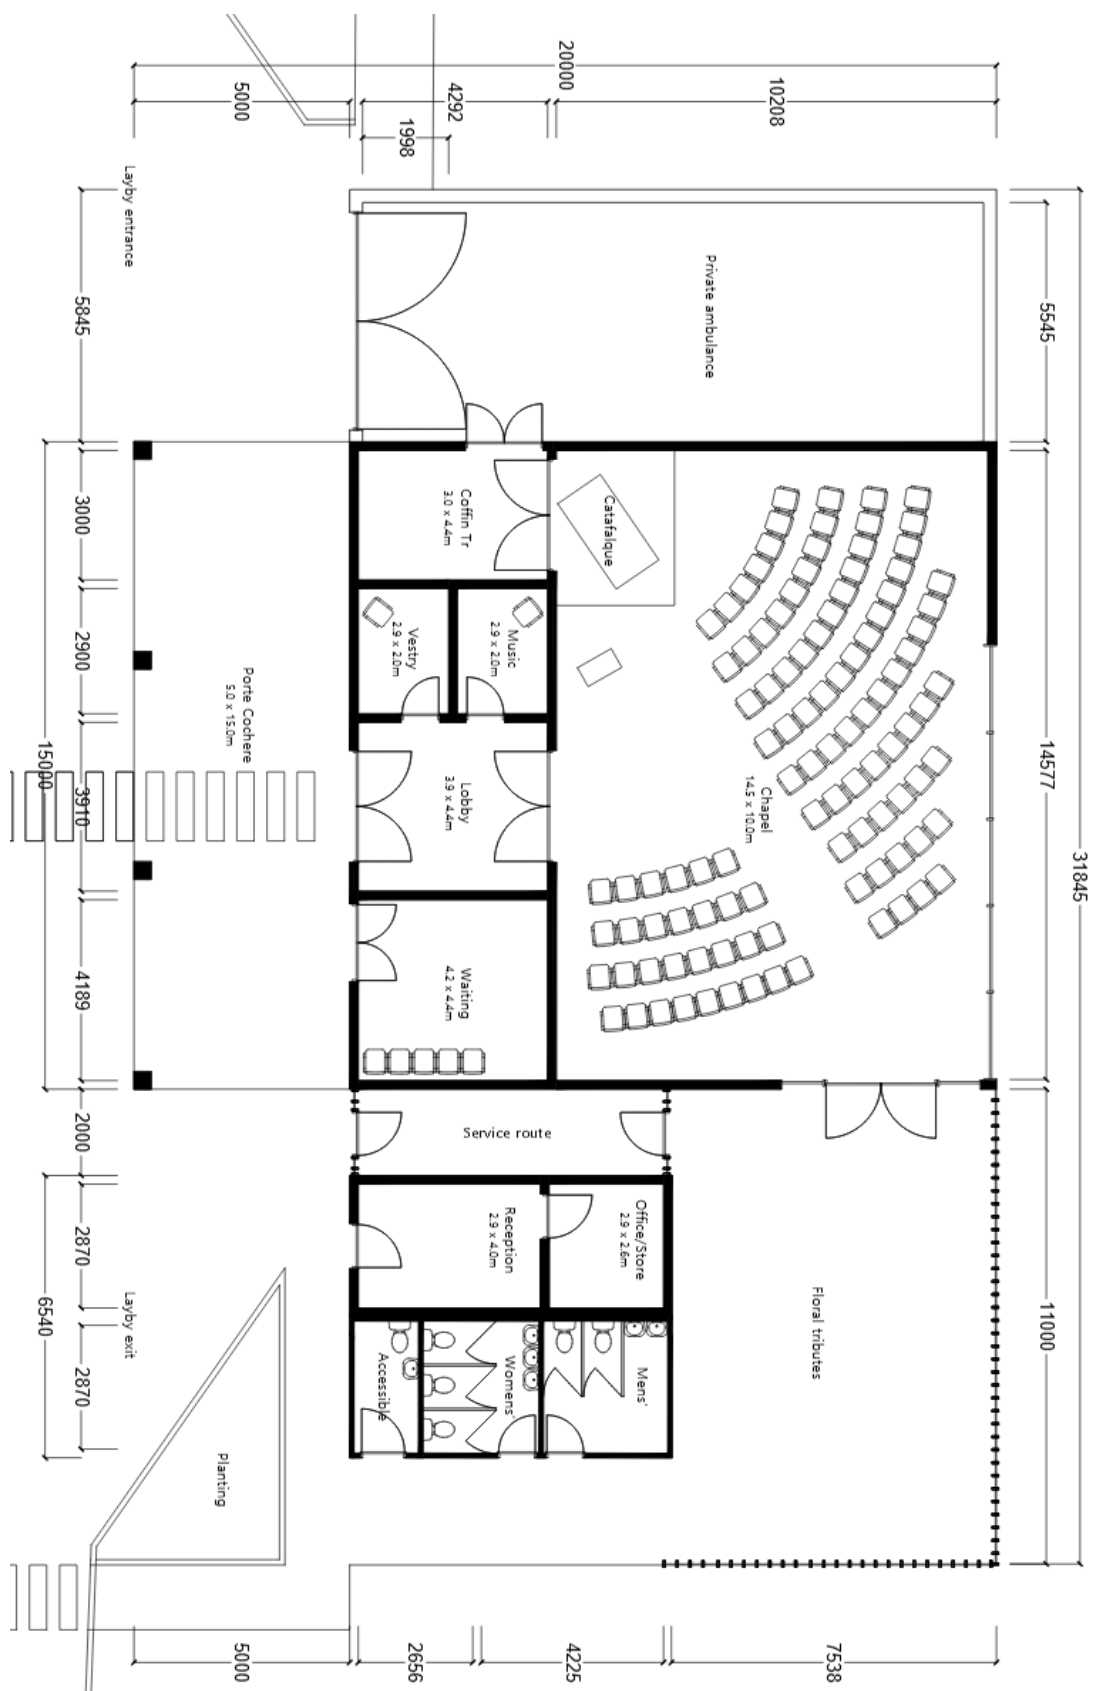 20000
5000
4292
10208
1998
Layby entrance
5845
5545
Private ambulance
Coffin Tr
3.0 x 4.4m
Catafalque
3000
Vestry
2.9 x 2.0m
Music
2.9 x 2.0m
2900
Porte Cochere
5.0 x 15.0m
15000
3910
Lobby
3.9 x 4.4m
Chapel
14.5 x 10.0m
14577
31845
Waiting
4.2 x 4.4m
4189
2000
Service route
Reception
2.9 x 4.0m
Office/Store
2.9 x 2.6m
2870
6540
Layby exit
2870
Floral tributes
11000
Accessible
Womens'
Mens'
Planting
5000
2656
4225
7538